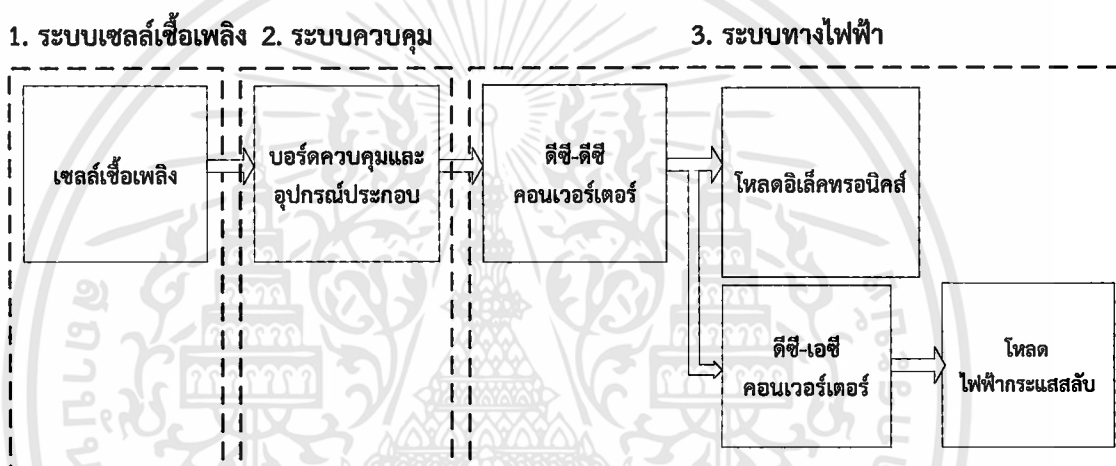 1. ระบบเซลล์เชื้อเพลิง 2. ระบบควบคุม 3. ระบบทางไฟฟ้า
เซลล์เชื้อเพลิง
บอร์ดควบคุมและ
อุปกรณ์ประกอบ
ดีซี-ดีซี
คอนเวอร์เตอร์
โหลดอิเล็คทรอนิคส์
ดีซี-เอซี
คอนเวอร์เตอร์
โหลด
ไฟฟ้ากระแสสลับ